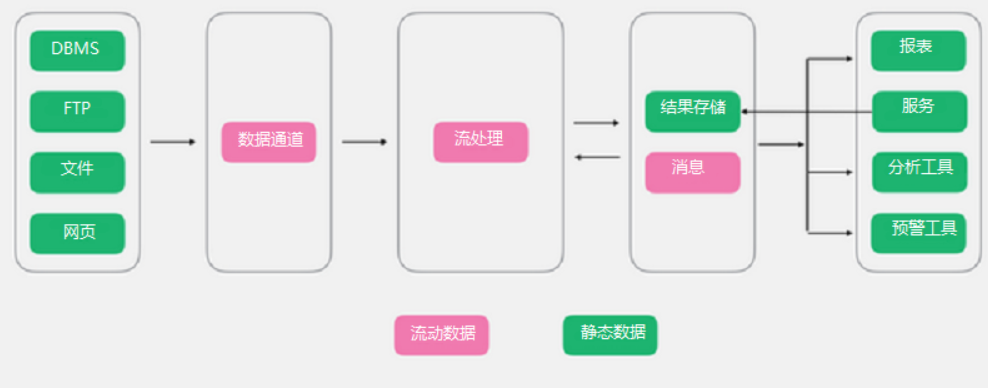 DBMS
FTP
文件
网页
数据通道
流处理
结果存储
消息
报表
服务
分析工具
预警工具
流动数据
静态数据